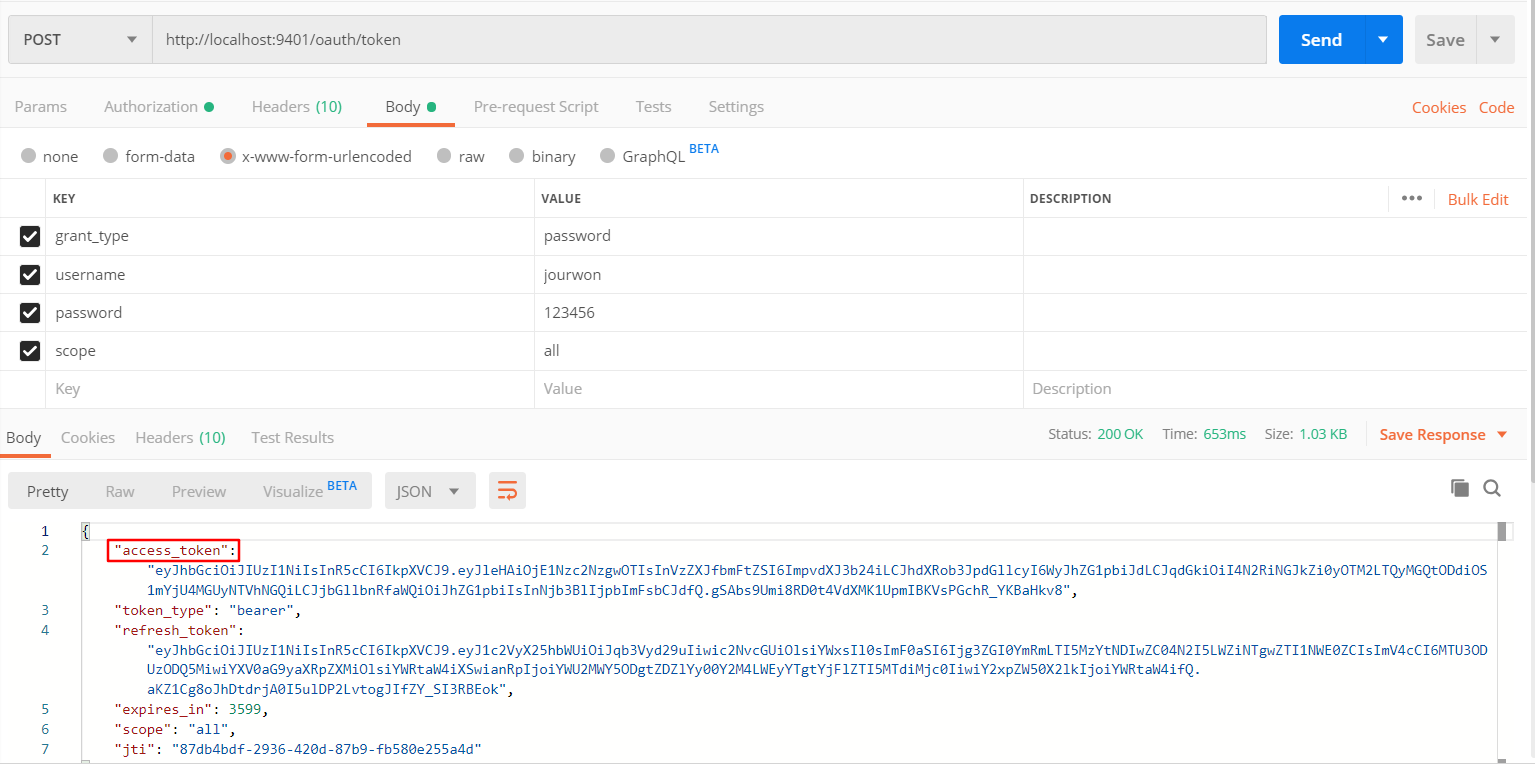 POST http://localhost:9401/oauth/token Send Save
Params Authorization Headers (10) Body Pre-request Script Tests Settings Cookies Code
none form-data x-www-form-urlencoded raw binary GraphQL BETA
KEY VALUE DESCRIPTION ••• Bulk Edit
grant_type password
username jourwon
password 123456
scope all
Key Value Description
Body Cookies Headers (10) Test Results Status: 200 OK Time: 653ms Size: 1.03 KB Save Response
Pretty Raw Preview Visualize BETA JSON
1 {
2 "access_token":
"eyJhbGciOiJIUzI1NiIsInR5cCI6IkpXVCJ9.eyJleHAiOjE1Nzc2NzgwOTIsInVzZXJfbmFtZSI6ImpvdXJ3b24iLCJhdXRob3JpdGllcyI6WyJhZG1pbiJdLCJqdGkiOiI4N2RiNGJkZi0yOTM2LTQyMGQtODdiOS
1mYjU4MGUyNTVhNGQiLCJjbGllbnRfaWQiOiJhZG1pbiIsInNjb3BlIjpbImFsbCJdfQ.gSAbs9Umi8RD0t4VdXMK1UpmIBKVsPGchR_YKBaHkv8",
3 "token_type": "bearer",
4 "refresh_token":
"eyJhbGciOiJIUzI1NiIsInR5cCI6IkpXVCJ9.eyJ1c2VyX25hbWUiOiJqb3Vyd29uIiwic2NvcGUiOlsiYWxsIl0sImF0aSI6Ijg3ZGI0YmRmLTI5MzYtNDIwZC04N2I5LWZiNTgwZTI1NWE0ZCIsImV4cCI6MTU3OD
UzODQ5MiwiYXV0aG9yaXRpZXMiOlsiYWRtaW4iXSwianRpIjoiYWU2MWY5ODgtZDZlYy00Y2M4LWEyYTgtYjFlZTI5MTdiMjc0IiwiY2xpZW50X2lkIjoiYWRtaW4ifQ.
aKZ1Cg8oJhDtdrjA0I5ulDP2LvtogJIfZY_SI3RBEok",
5 "expires_in": 3599,
6 "scope": "all",
7 "jti": "87db4bdf-2936-420d-87b9-fb580e255a4d"